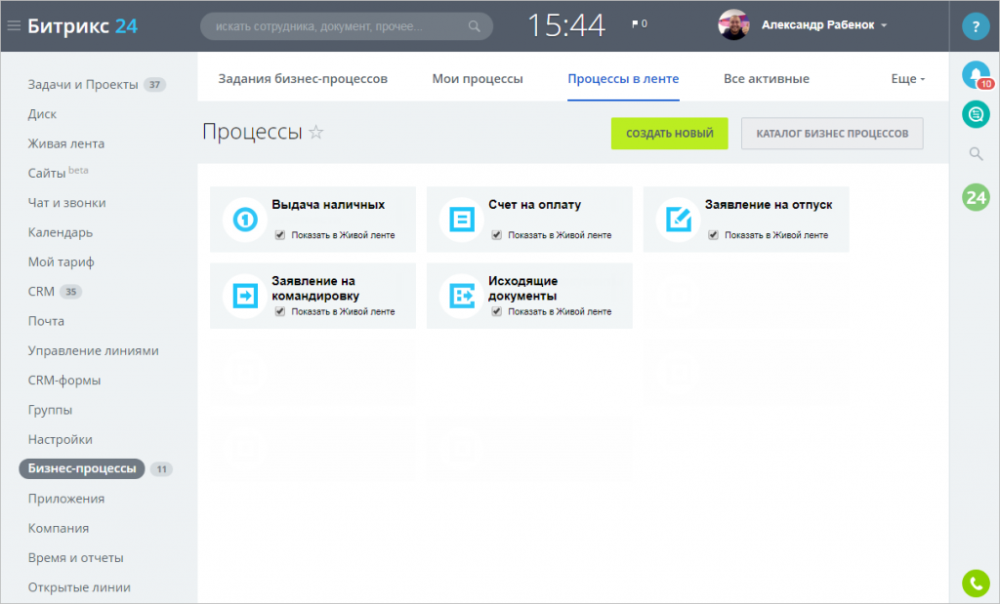 Битрикс 24
искать сотрудника, документ, прочее...
15:44
0
Александр Рабенок
?
Задачи и Проекты 37
Диск
Живая лента
Сайты beta
Чат и звонки
Календарь
Мой тариф
CRM 35
Почта
Управление линиями
CRM-формы
Группы
Настройки
Бизнес-процессы 11
Приложения
Компания
Время и отчеты
Открытые линии
Задания бизнес-процессов
Мои процессы
Процессы в ленте
Все активные
Еще
Процессы
СОЗДАТЬ НОВЫЙ
КАТАЛОГ БИЗНЕС ПРОЦЕССОВ
1
Выдача наличных
Показать в Живой ленте
Счет на оплату
Показать в Живой ленте
Заявление на отпуск
Показать в Живой ленте
Заявление на
командировку
Показать в Живой ленте
Исходящие
документы
Показать в Живой ленте
10
24